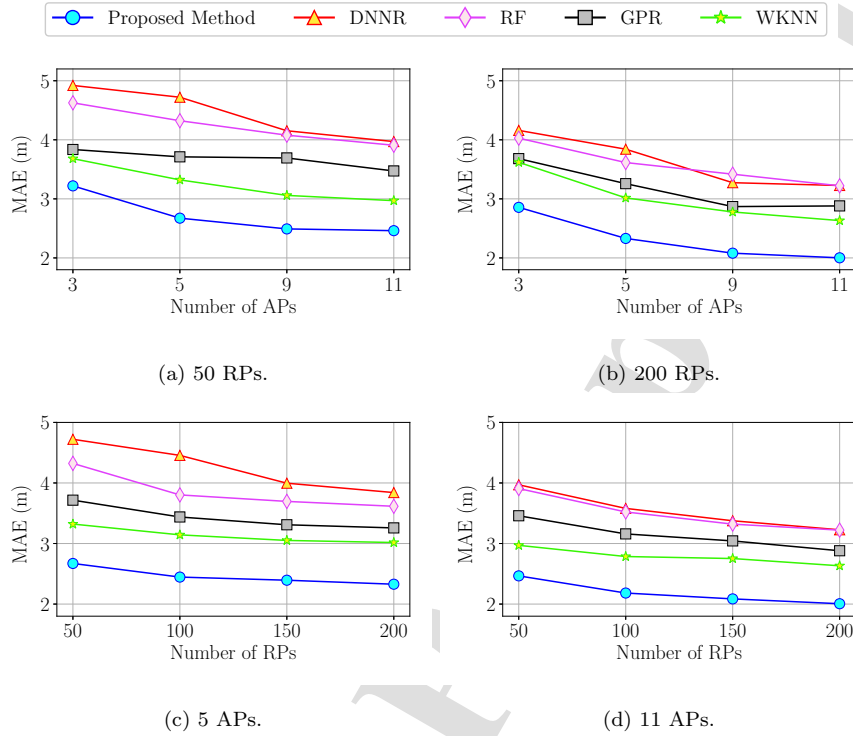 Proposed Method DNNR RF GPR WKNN
5
4
3
2
MAE (m)
3 5 9 11
Number of APs
(a) 50 RPs.
5
4
3
2
MAE (m)
3 5 9 11
Number of APs
(b) 200 RPs.
5
4
3
2
MAE (m)
50 100 150 200
Number of RPs
(c) 5 APs.
5
4
3
2
MAE (m)
50 100 150 200
Number of RPs
(d) 11 APs.